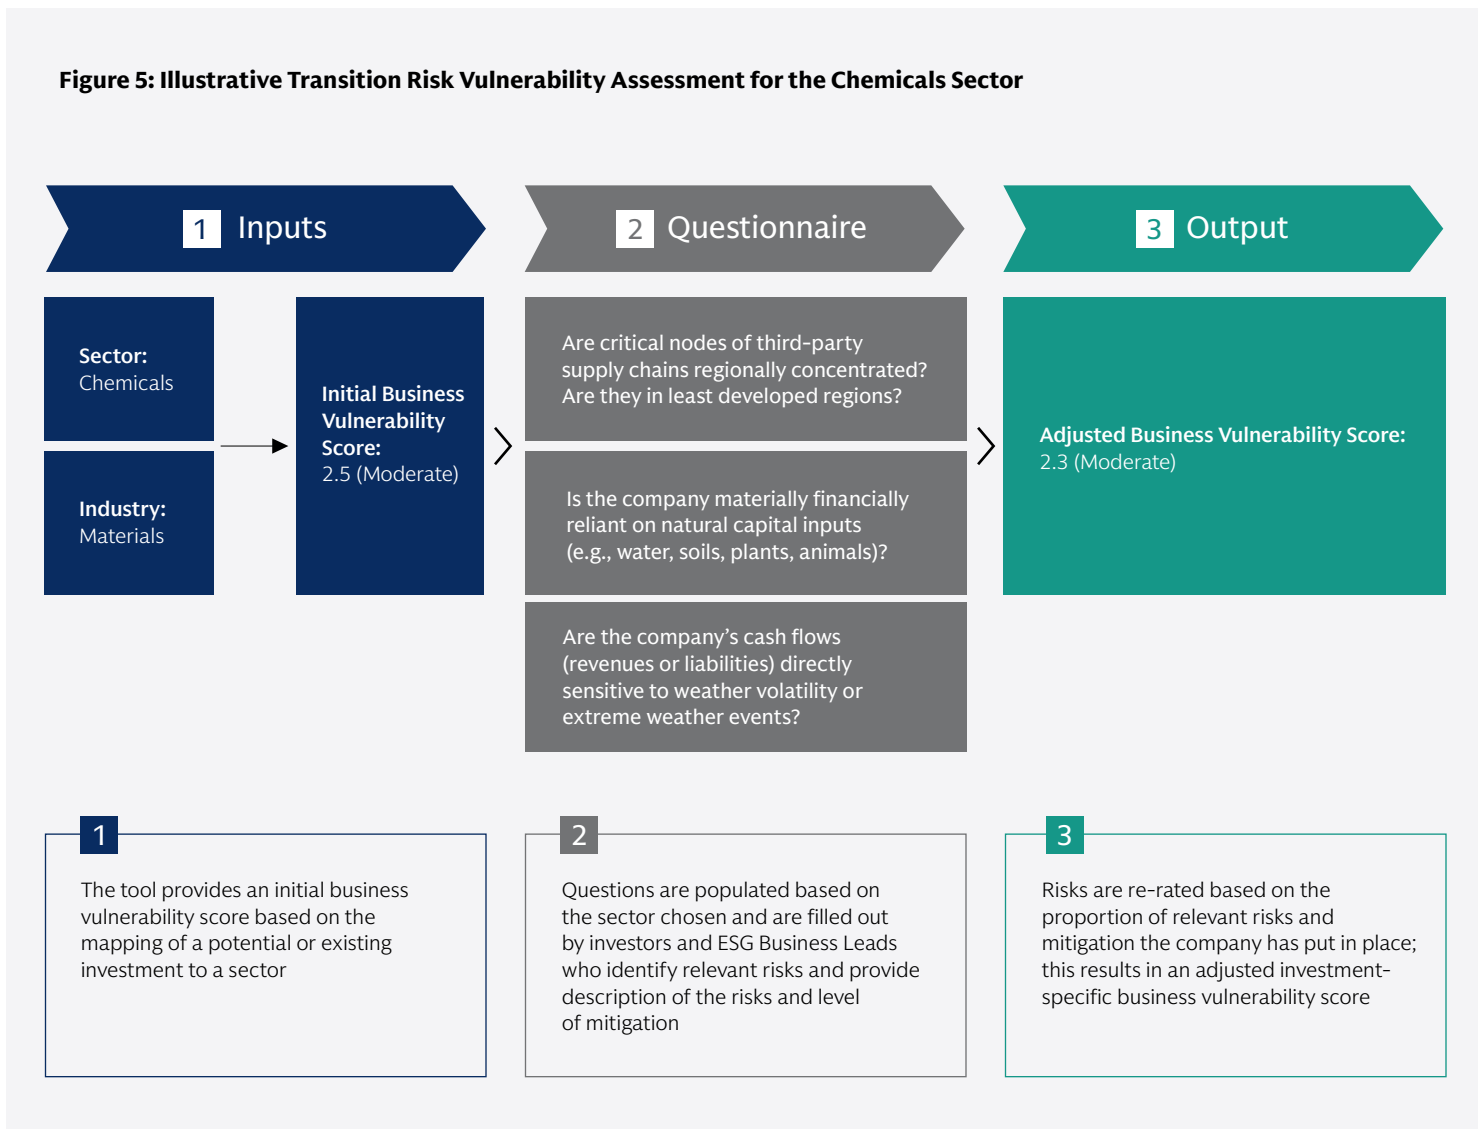 Figure 5: Illustrative Transition Risk Vulnerability Assessment for the Chemicals Sector
1 Inputs
Sector:
Chemicals
Industry:
Materials
Initial Business
Vulnerability
Score:
2.5 (Moderate)
2 Questionnaire
Are critical nodes of third-party
supply chains regionally concentrated?
Are they in least developed regions?
Is the company materially financially
reliant on natural capital inputs
(e.g., water, soils, plants, animals)?
Are the company’s cash flows
(revenues or liabilities) directly
sensitive to weather volatility or
extreme weather events?
3 Output
Adjusted Business Vulnerability Score:
2.3 (Moderate)
1
The tool provides an initial business
vulnerability score based on the
mapping of a potential or existing
investment to a sector
2
Questions are populated based on
the sector chosen and are filled out
by investors and ESG Business Leads
who identify relevant risks and provide
description of the risks and level
of mitigation
3
Risks are re-rated based on the
proportion of relevant risks and
mitigation the company has put in place;
this results in an adjusted investment-
specific business vulnerability score